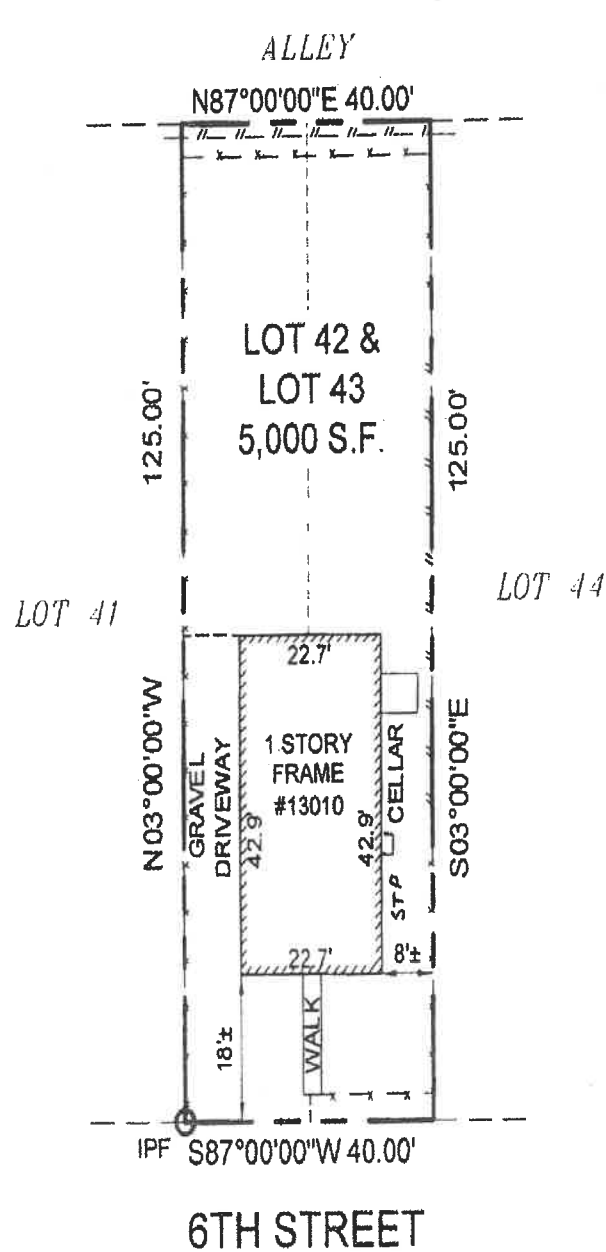 ALLEY
N87°00'00"E 40.00'
LOT 42 &
LOT 43
5,000 S.F.
125.00'
125.00'
LOT 41
LOT 44
22.7'
1 STORY
FRAME
#13010
N03°00'00"W
GRAVEL
DRIVEWAY
42.9'
42.9'
CELLAR
STP
S03°00'00"E
22.7'
8'±
18'±
WALK
IPF
S87°00'00"W 40.00'
6TH STREET